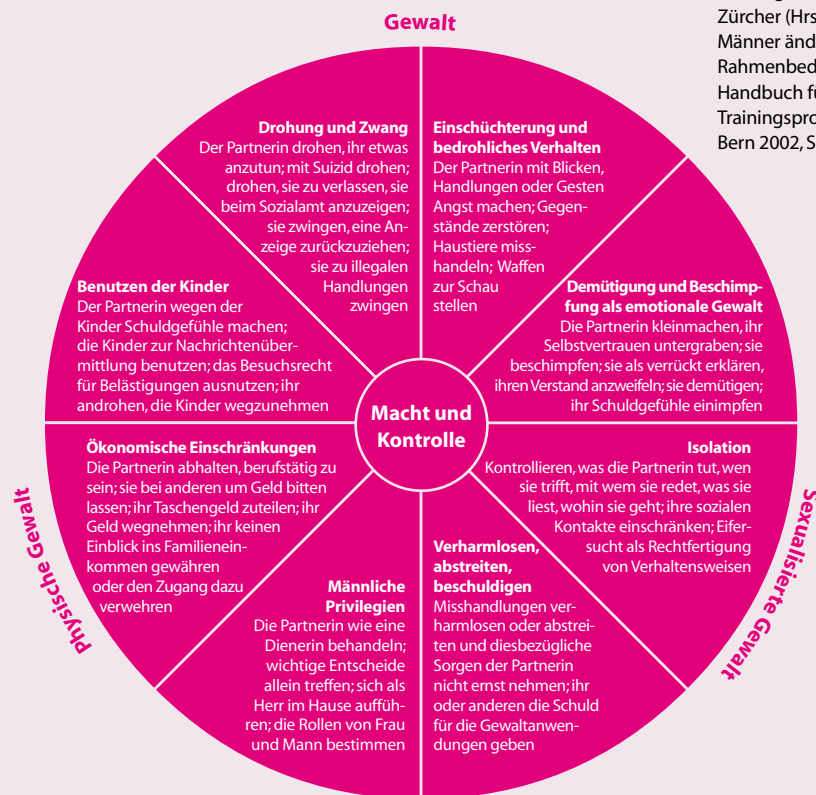 Gewalt
Zürcher (Hrs
Männer änd
Rahmenbed
Handbuch fü
Trainingspro
Bern 2002, S
Drohung und Zwang
Der Partnerin drohen, ihr etwas
anzutun; mit Suizid drohen;
drohen, sie zu verlassen, sie
beim Sozialamt anzuzeigen;
sie zwingen, eine An-
zeige zurückzuziehen;
sie zu illegalen
Handlungen
zwingen
Einschüchterung und
bedrohliches Verhalten
Der Partnerin mit Blicken,
Handlungen oder Gesten
Angst machen; Gegen-
stände zerstören;
Haustiere miss-
handeln; Waffen
zur Schau
stellen
Benutzen der Kinder
Der Partnerin wegen der
Kinder Schuldgefühle machen;
die Kinder zur Nachrichtenüber-
mittlung benutzen; das Besuchsrecht
für Belästigungen ausnutzen; ihr
androhen, die Kinder wegzunehmen
Demütigung und Beschimp-
fung als emotionale Gewalt
Die Partnerin kleinmachen, ihr
Selbstvertrauen untergraben; sie
beschimpfen; sie als verrückt erklären,
ihren Verstand anzweifeln; sie demütigen;
ihr Schuldgefühle einimpfen
Macht und
Kontrolle
Ökonomische Einschränkungen
Die Partnerin abhalten, berufstätig zu
sein; sie bei anderen um Geld bitten
lassen; ihr Taschengeld zuteilen; ihr
Geld wegnehmen; ihr keinen
Einblick ins Familienein-
kommen gewähren
oder den Zugang dazu
verwehren
Isolation
Kontrollieren, was die Partnerin tut, wen
sie trifft, mit wem sie redet, was sie
liest, wohin sie geht; ihre sozialen
Kontakte einschränken; Eifer-
sucht als Rechtfertigung
von Verhaltensweisen
Männliche
Privilegien
Die Partnerin wie eine
Dienerin behandeln;
wichtige Entscheide
allein treffen; sich als
Herr im Hause auffüh-
ren; die Rollen von Frau
und Mann bestimmen
Verharmlosen,
abstreiten,
beschuldigen
Misshandlungen ver-
harmlosen oder abstrei-
ten und diesbezügliche
Sorgen der Partnerin
nicht ernst nehmen; ihr
oder anderen die Schuld
für die Gewaltanwen-
dungen geben
Physische Gewalt
Sexualisierte Gewalt